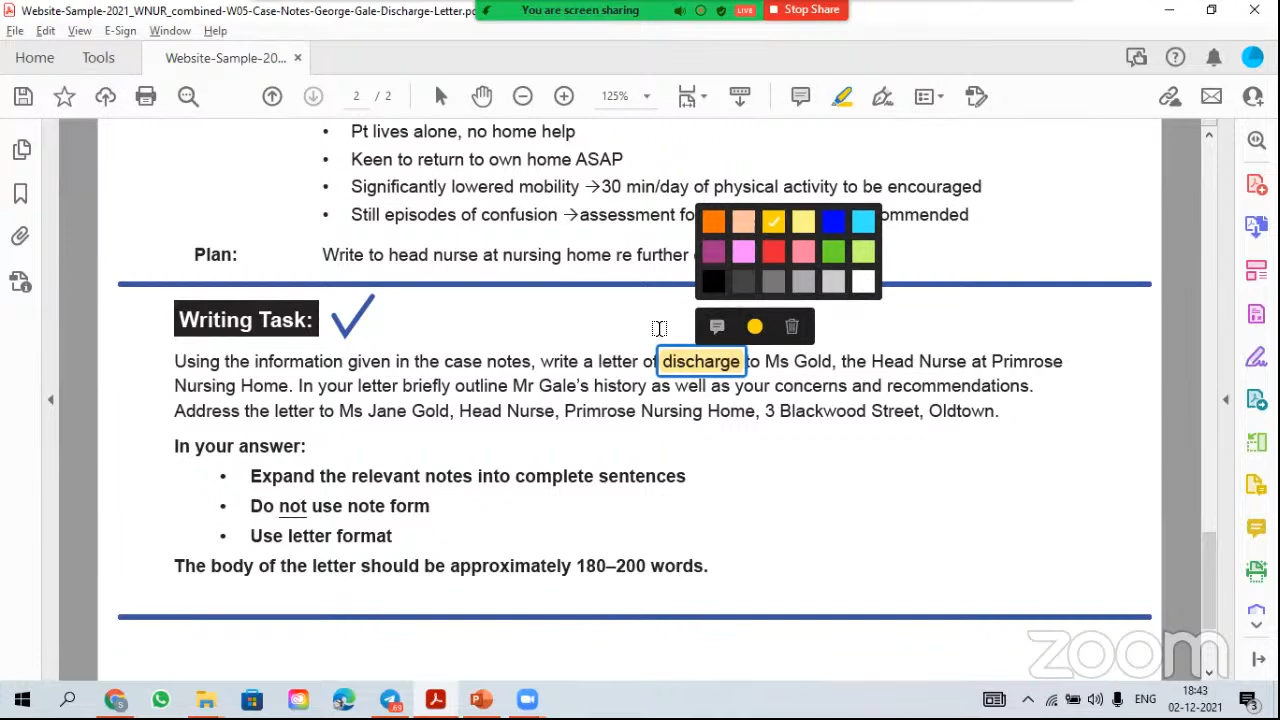 Website-Sample-2021_WNUR_combined-W05-Case-Notes-George-Gale-Discharge-Letter.pd
You are screen sharing
LIVE
Stop Share
File Edit View E-Sign Window Help
Home Tools Website-Sample-20... ×
2 / 2 125%
• Pt lives alone, no home help
• Keen to return to own home ASAP
• Significantly lowered mobility →30 min/day of physical activity to be encouraged
• Still episodes of confusion →assessment fo ommended
Plan: Write to head nurse at nursing home re further
Writing Task:
Using the information given in the case notes, write a letter of discharge to Ms Gold, the Head Nurse at Primrose
Nursing Home. In your letter briefly outline Mr Gale's history as well as your concerns and recommendations.
Address the letter to Ms Jane Gold, Head Nurse, Primrose Nursing Home, 3 Blackwood Street, Oldtown.
In your answer:
• Expand the relevant notes into complete sentences
• Do not use note form
• Use letter format
The body of the letter should be approximately 180–200 words.
zoom
69
ENG
18:43
02-12-2021
3